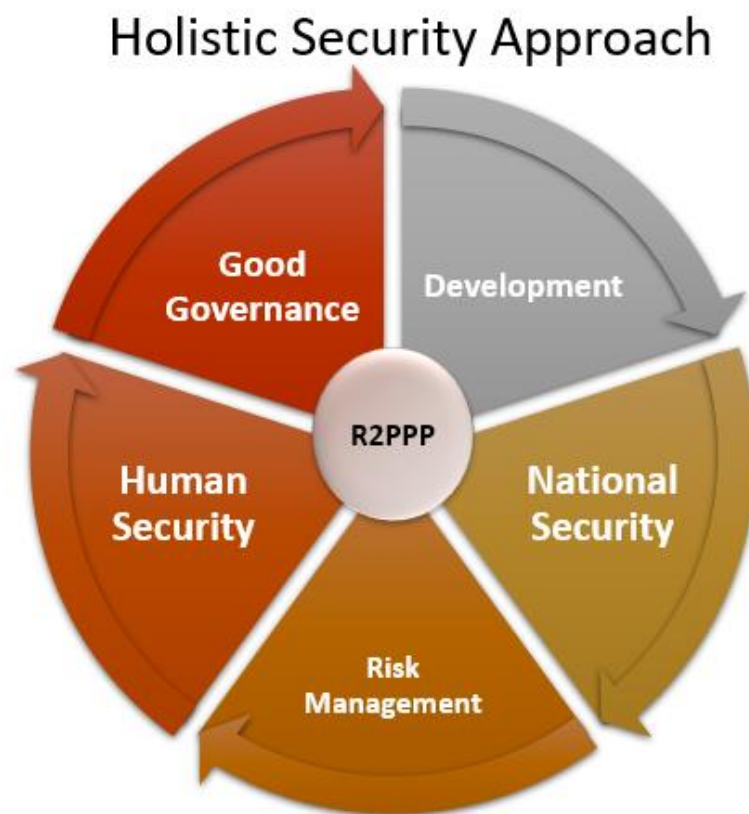 Holistic Security Approach
Good
Governance
Development
R2PPP
Human
Security
National
Security
Risk
Management